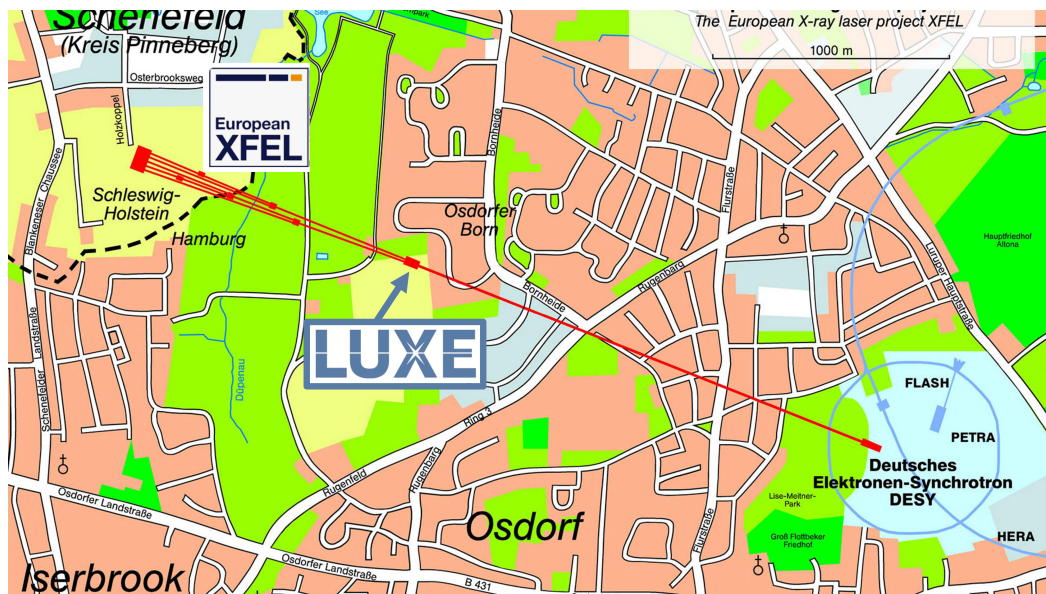 Schenefeld
(Kreis Pinneberg)
See
The European X-ray laser project XFEL
1000 m
Osterbrooksweg
Holzkoppel
European
XFEL
Bornheide
Blankeneser Chaussee
Schleswig-
Holstein
Hamburg
Osdorfer
Born
Flurstraße
Hauptfriedhof
Altona
Rugenbarg
Luruper Hauptstraße
Bornheide
LUXE
Schenefelder Landstraße
Düpenau
FLASH
PETRA
Ring 3
Deutsches
Elektronen-Synchrotron
DESY
Rugenfeld
Rugenbarg
Osdorfer Landstraße
Osdorf
Flurstraße
Lise-Meitner-
Park
Groß Flottbeker
Friedhof
HERA
Osdorfer Landstraße
B 431
Iserbrook